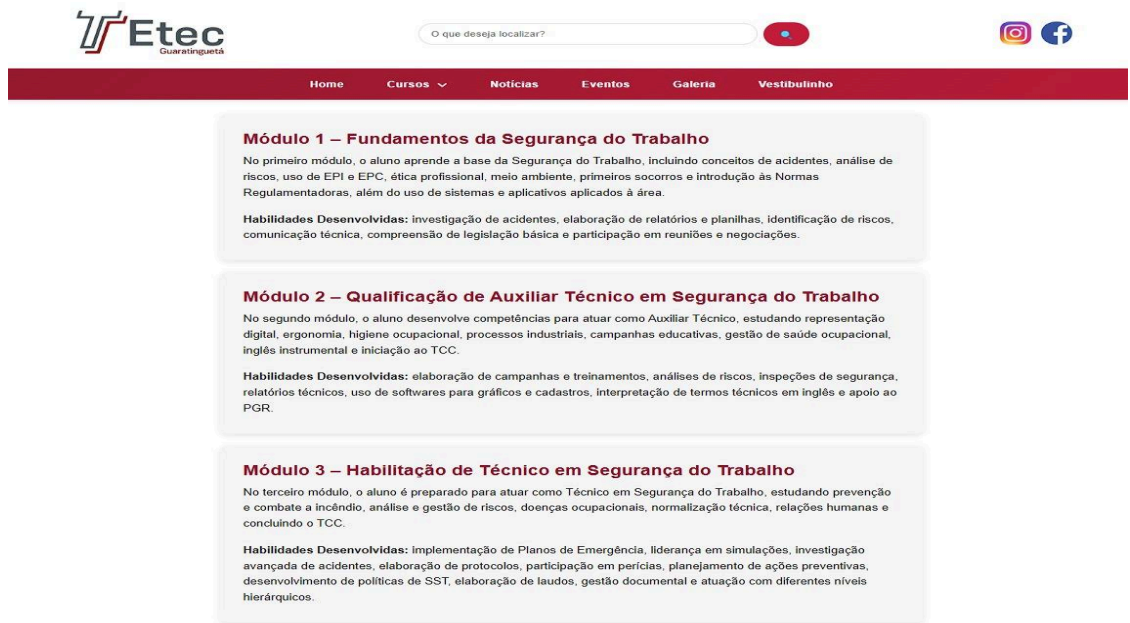 Etec
Guaratinguetá
O que deseja localizar?
Home Cursos Notícias Eventos Galeria Vestibulinho
Módulo 1 – Fundamentos da Segurança do Trabalho
No primeiro módulo, o aluno aprende a base da Segurança do Trabalho, incluindo conceitos de acidentes, análise de
riscos, uso de EPI e EPC, ética profissional, meio ambiente, primeiros socorros e introdução às Normas
Regulamentadoras, além do uso de sistemas e aplicativos aplicados à área.
Habilidades Desenvolvidas: investigação de acidentes, elaboração de relatórios e planilhas, identificação de riscos,
comunicação técnica, compreensão de legislação básica e participação em reuniões e negociações.
Módulo 2 – Qualificação de Auxiliar Técnico em Segurança do Trabalho
No segundo módulo, o aluno desenvolve competências para atuar como Auxiliar Técnico, estudando representação
digital, ergonomia, higiene ocupacional, processos industriais, campanhas educativas, gestão de saúde ocupacional,
inglês instrumental e iniciação ao TCC.
Habilidades Desenvolvidas: elaboração de campanhas e treinamentos, análises de riscos, inspeções de segurança,
relatórios técnicos, uso de softwares para gráficos e cadastros, interpretação de termos técnicos em inglês e apoio ao
PGR.
Módulo 3 – Habilitação de Técnico em Segurança do Trabalho
No terceiro módulo, o aluno é preparado para atuar como Técnico em Segurança do Trabalho, estudando prevenção
e combate a incêndio, análise e gestão de riscos, doenças ocupacionais, normalização técnica, relações humanas e
concluindo o TCC.
Habilidades Desenvolvidas: implementação de Planos de Emergência, liderança em simulações, investigação
avançada de acidentes, elaboração de protocolos, participação em perícias, planejamento de ações preventivas,
desenvolvimento de políticas de SST, elaboração de laudos, gestão documental e atuação com diferentes níveis
hierárquicos.